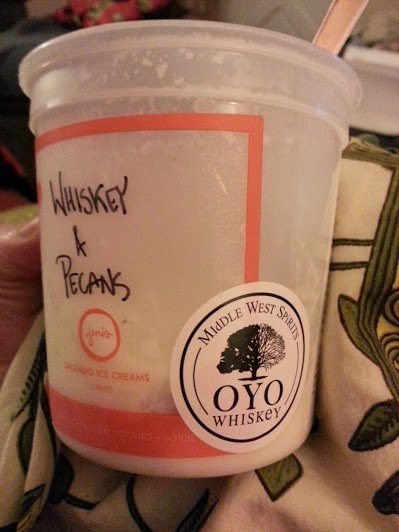 WHISKEY
&
PECANS
jeni's
SPLENDID ICE CREAMS
MIDDLE WEST SPIRITS
OYO
WHISKEY